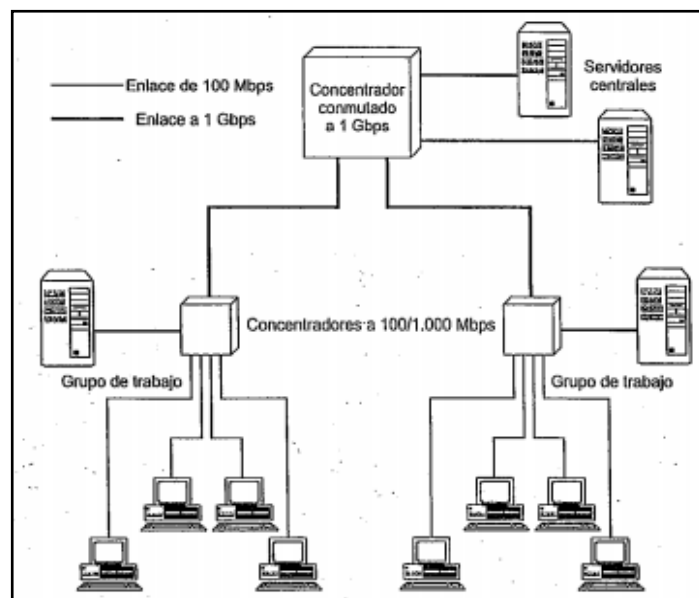 Enlace de 100 Mbps
Enlace a 1 Gbps
Concentrador
conmutado
a 1 Gbps
Servidores
centrales
Concentradores a 100/1.000 Mbps
Grupo de trabajo
Grupo de trabajo